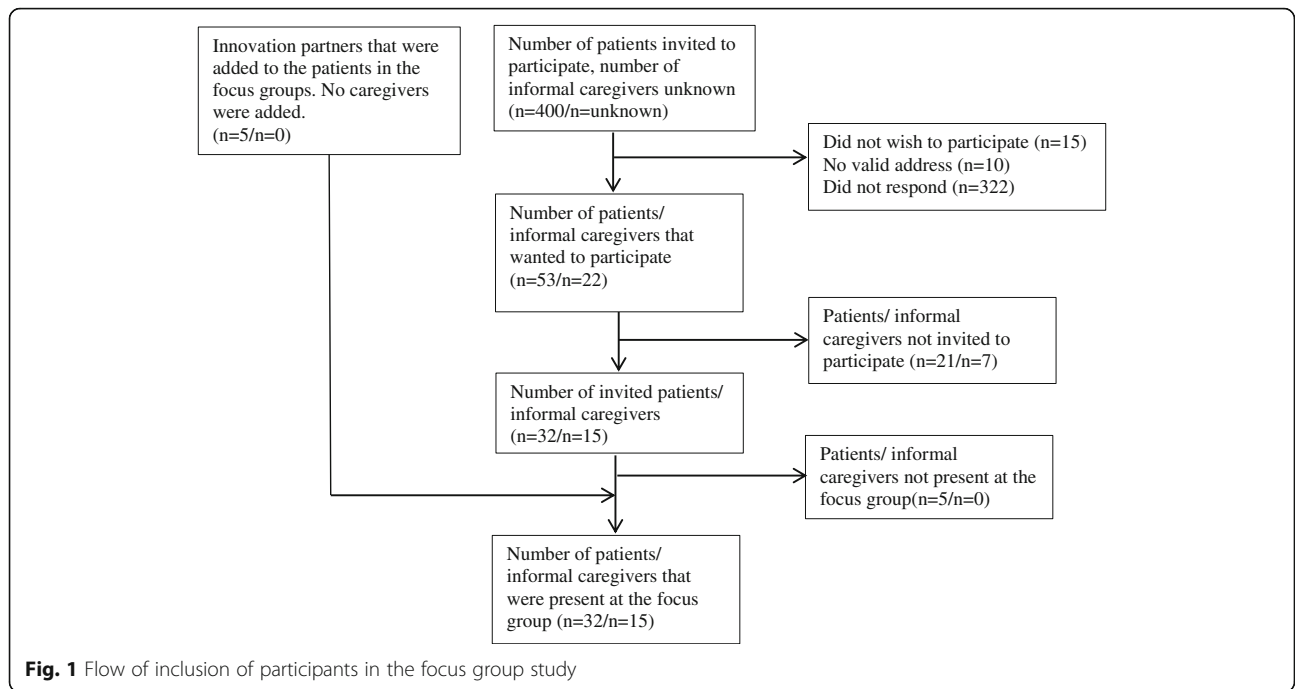 Innovation partners that were
added to the patients in the
focus groups. No caregivers
were added.
(n=5/n=0)
Number of patients invited to
participate, number of
informal caregivers unknown
(n=400/n=unknown)
Did not wish to participate (n=15)
No valid address (n=10)
Did not respond (n=322)
Number of patients/
informal caregivers that
wanted to participate
(n=53/n=22)
Patients/ informal
caregivers not invited to
participate (n=21/n=7)
Number of invited patients/
informal caregivers
(n=32/n=15)
Patients/ informal
caregivers not present at the
focus group(n=5/n=0)
Number of patients/
informal caregivers that
were present at the focus
group (n=32/n=15)
Fig. 1 Flow of inclusion of participants in the focus group study